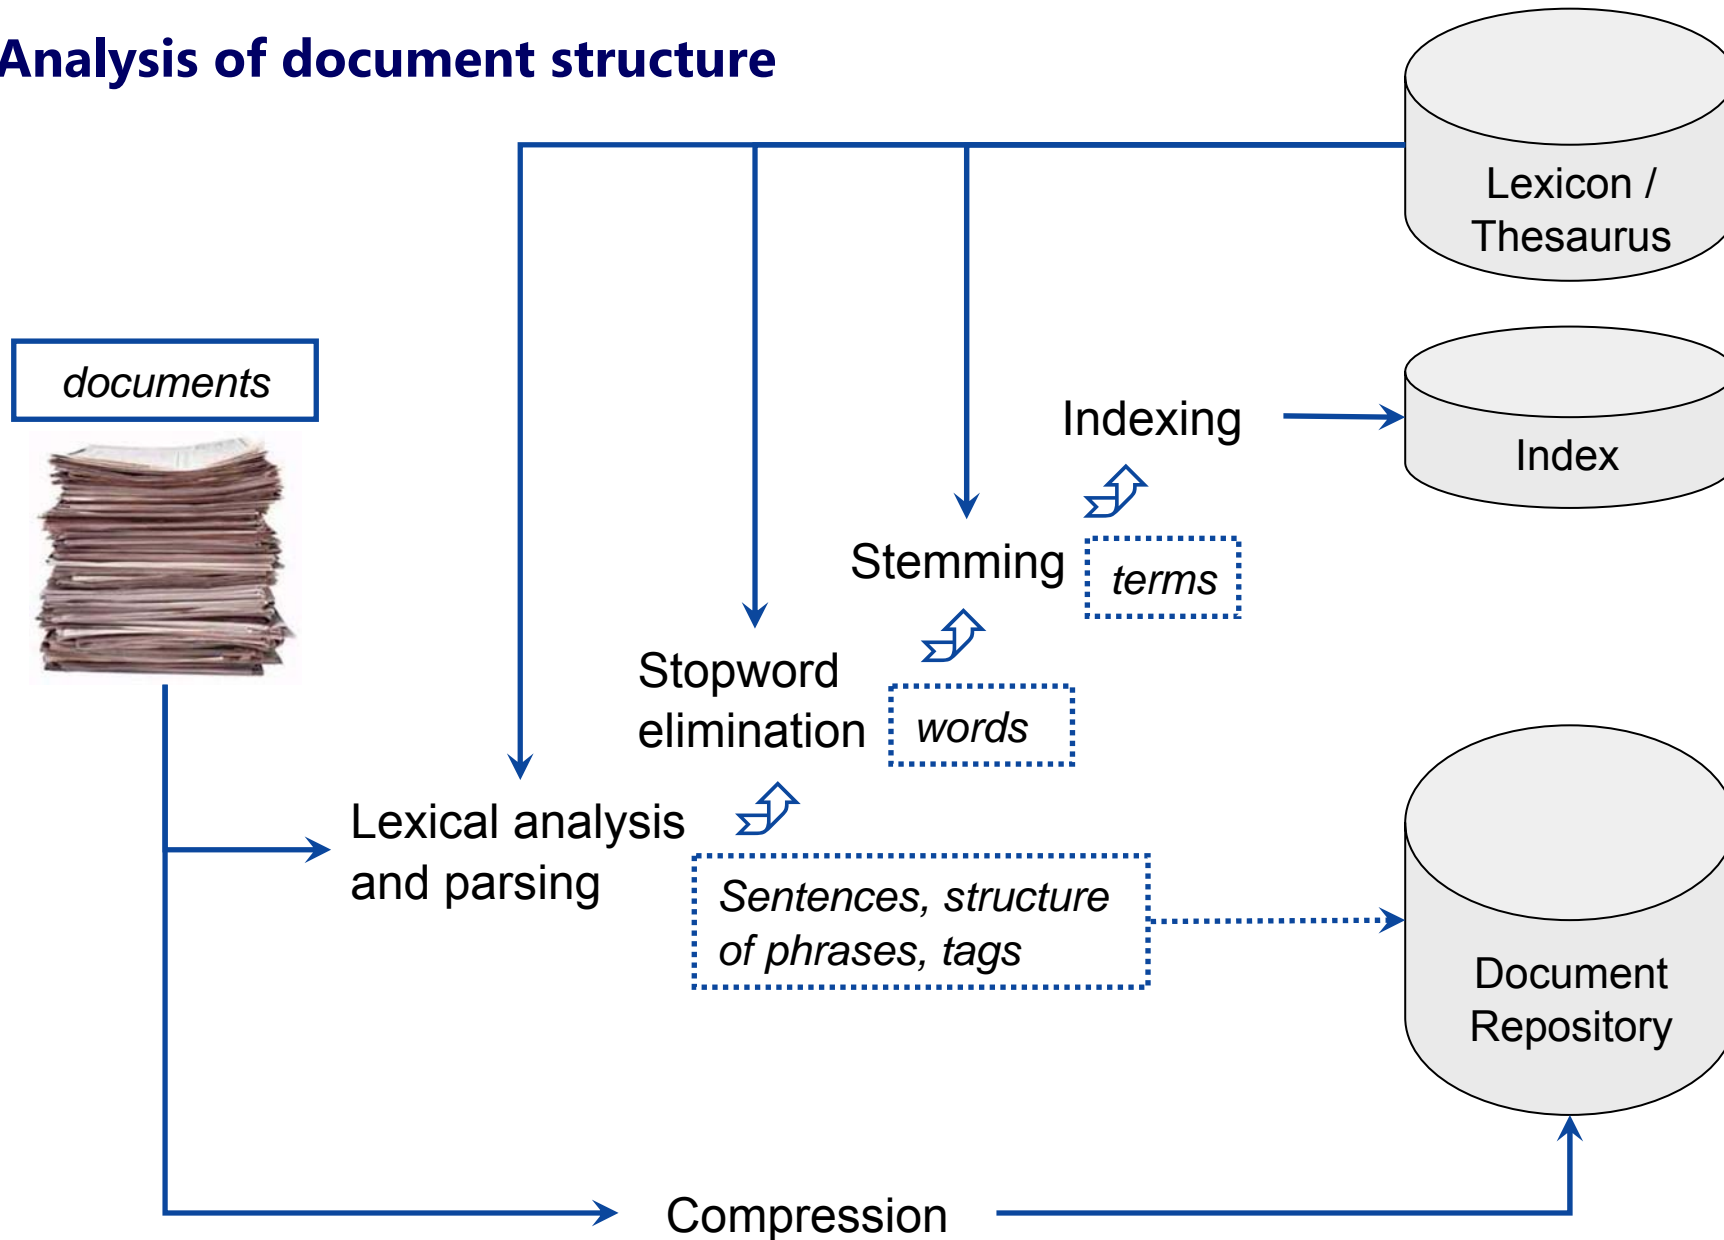 Analysis of document structure
Lexicon /
Thesaurus
documents
Indexing
Index
Stemming
terms
Stopword
elimination
words
Lexical analysis
and parsing
Sentences, structure
of phrases, tags
Document
Repository
Compression